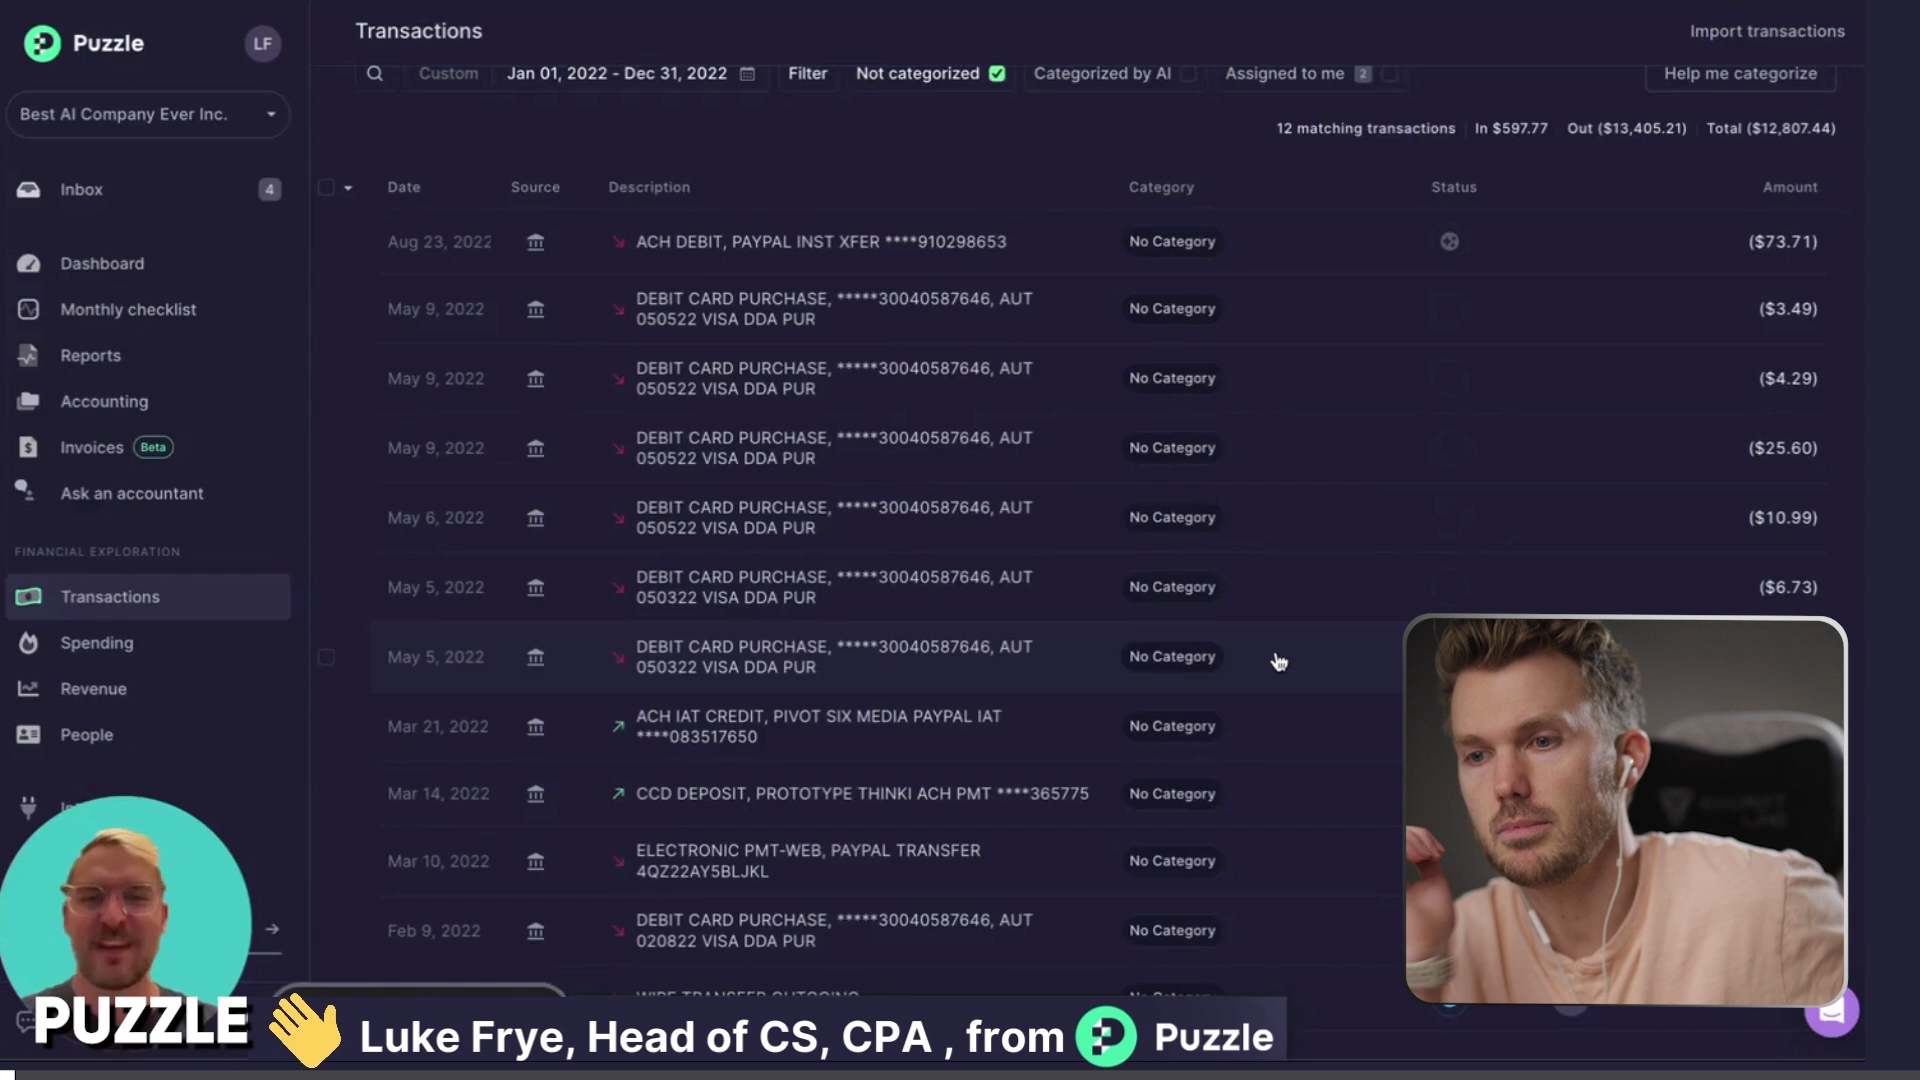 Puzzle
LF
Transactions
Import transactions
Custom
Jan 01, 2022 - Dec 31, 2022
Filter
Not categorized
Categorized by AI
Assigned to me 2
Help me categorize
Best AI Company Ever Inc.
12 matching transactions
In $597.77
Out ($13,405.21)
Total ($12,807.44)
Inbox 4
Dashboard
Monthly checklist
Reports
Accounting
Invoices Beta
Ask an accountant
FINANCIAL EXPLORATION
Transactions
Spending
Revenue
People
Date Source Description Category Status Amount
Aug 23, 2022 ACH DEBIT, PAYPAL INST XFER ****910298653 No Category ($73.71)
May 9, 2022 DEBIT CARD PURCHASE, *****30040587646, AUT No Category ($3.49)
050522 VISA DDA PUR
May 9, 2022 DEBIT CARD PURCHASE, *****30040587646, AUT No Category ($4.29)
050522 VISA DDA PUR
May 9, 2022 DEBIT CARD PURCHASE, *****30040587646, AUT No Category ($25.60)
050522 VISA DDA PUR
May 6, 2022 DEBIT CARD PURCHASE, *****30040587646, AUT No Category ($10.99)
050522 VISA DDA PUR
May 5, 2022 DEBIT CARD PURCHASE, *****30040587646, AUT No Category ($6.73)
050322 VISA DDA PUR
May 5, 2022 DEBIT CARD PURCHASE, *****30040587646, AUT No Category
050322 VISA DDA PUR
Mar 21, 2022 ACH IAT CREDIT, PIVOT SIX MEDIA PAYPAL IAT No Category
****083517650
Mar 14, 2022 CCD DEPOSIT, PROTOTYPE THINKI ACH PMT ****365775 No Category
Mar 10, 2022 ELECTRONIC PMT-WEB, PAYPAL TRANSFER No Category
4QZ22AY5BLJKL
Feb 9, 2022 DEBIT CARD PURCHASE, *****30040587646, AUT No Category
020822 VISA DDA PUR
PUZZLE
Luke Frye, Head of CS, CPA , from Puzzle